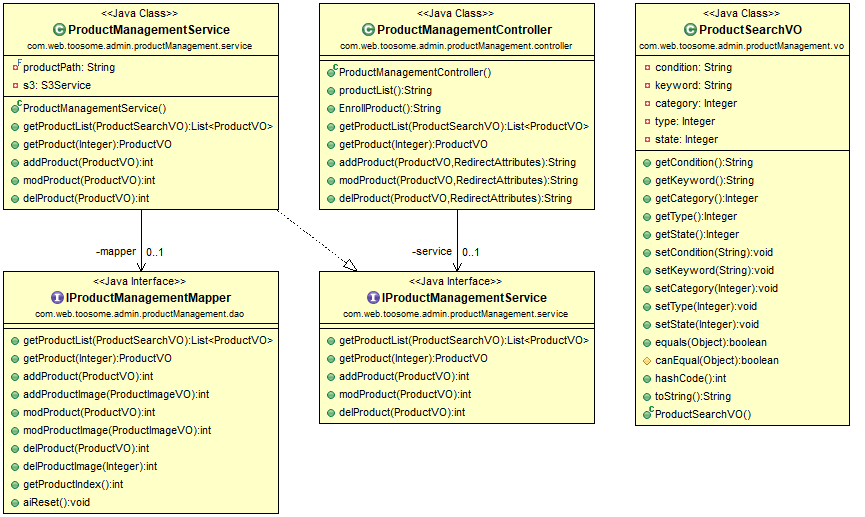 <<Java Class>>
ProductManagementService
com.web.toosome.admin.productManagement.service
productPath: String
s3: S3Service
ProductManagementService()
getProductList(ProductSearchVO):List<ProductVO>
getProduct(Integer):ProductVO
addProduct(ProductVO):int
modProduct(ProductVO):int
delProduct(ProductVO):int
<<Java Class>>
ProductManagementController
com.web.toosome.admin.productManagement.controller
ProductManagementController()
productList():String
EnrollProduct():String
getProductList(ProductSearchVO):List<ProductVO>
getProduct(Integer):ProductVO
addProduct(ProductVO,RedirectAttributes):String
modProduct(ProductVO,RedirectAttributes):String
delProduct(ProductVO,RedirectAttributes):String
<<Java Class>>
ProductSearchVO
com.web.toosome.admin.productManagement.vo
condition: String
keyword: String
category: Integer
type: Integer
state: Integer
getCondition():String
getKeyword():String
getCategory():Integer
getType():Integer
getState():Integer
setCondition(String):void
setKeyword(String):void
setCategory(Integer):void
setType(Integer):void
setState(Integer):void
equals(Object):boolean
canEqual(Object):boolean
hashCode():int
toString():String
ProductSearchVO()
-mapper 0..1
-service 0..1
<<Java Interface>>
IProductManagementMapper
com.web.toosome.admin.productManagement.dao
getProductList(ProductSearchVO):List<ProductVO>
getProduct(Integer):ProductVO
addProduct(ProductVO):int
addProductImage(ProductImageVO):int
modProduct(ProductVO):int
modProductImage(ProductImageVO):int
delProduct(ProductVO):int
delProductImage(Integer):int
getProductIndex():int
aiReset():void
<<Java Interface>>
IProductManagementService
com.web.toosome.admin.productManagement.service
getProductList(ProductSearchVO):List<ProductVO>
getProduct(Integer):ProductVO
addProduct(ProductVO):int
modProduct(ProductVO):int
delProduct(ProductVO):int